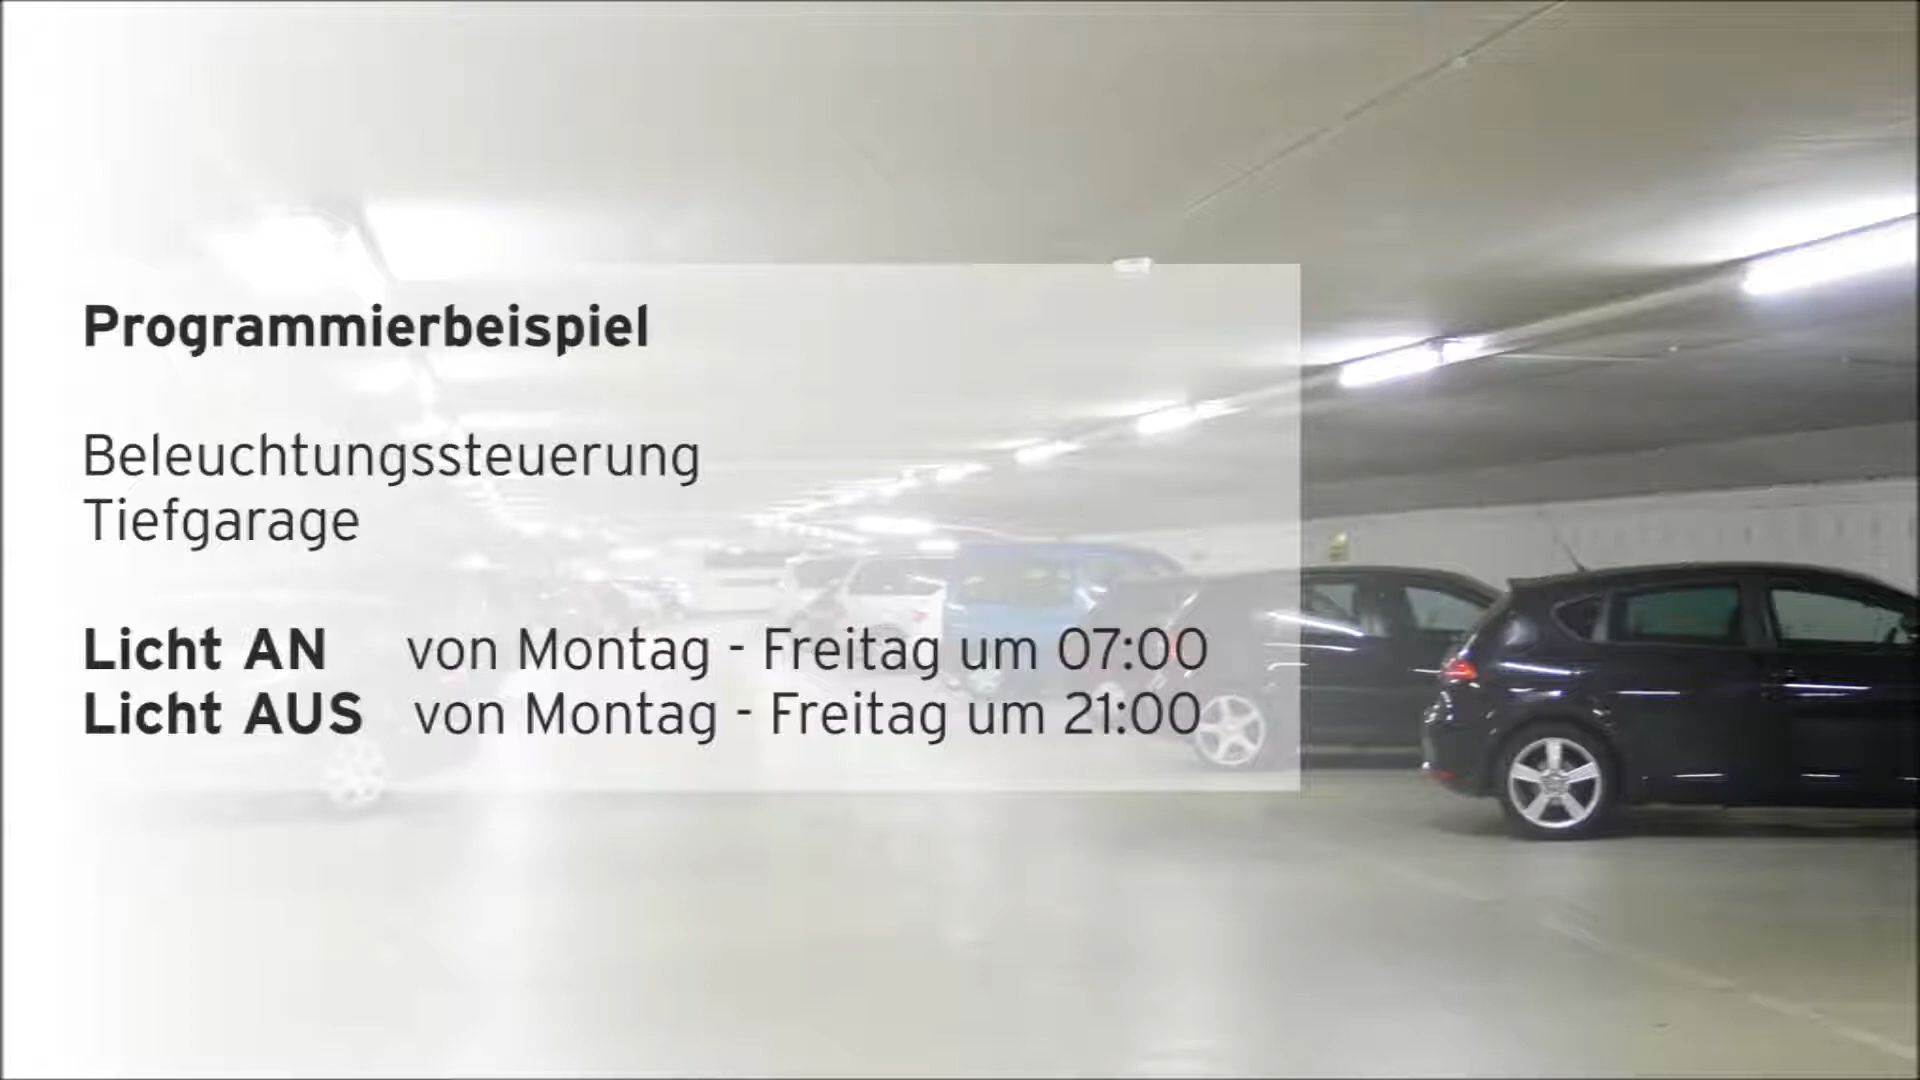 Programmierbeispiel
Beleuchtungssteuerung
Tiefgarage
Licht AN von Montag - Freitag um 07:00
Licht AUS von Montag - Freitag um 21:00